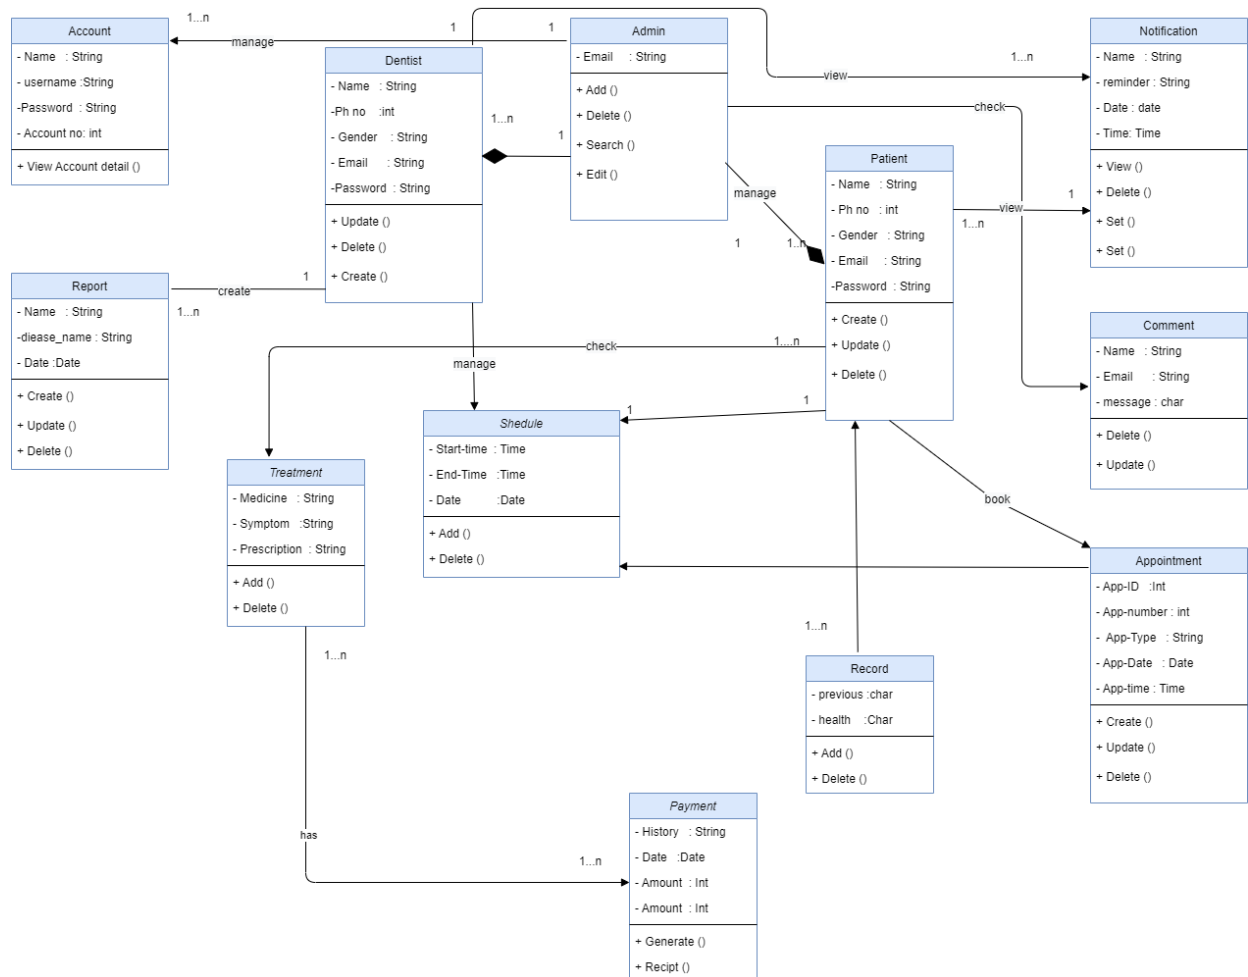 Account
- Name : String
- username :String
-Password : String
- Account no: int
+ View Account detail ()
1...n
manage
1
1
Dentist
- Name : String
-Ph no :int
- Gender : String
- Email : String
-Password : String
+ Update ()
+ Delete ()
+ Create ()
1...n
1
Admin
- Email : String
+ Add ()
+ Delete ()
+ Search ()
+ Edit ()
view
1...n
check
manage
1
1..n
Notification
- Name : String
- reminder : String
- Date : date
- Time: Time
+ View ()
+ Delete ()
+ Set ()
+ Set ()
Patient
- Name : String
- Ph no : int
- Gender : String
- Email : String
-Password : String
+ Create ()
+ Update ()
+ Delete ()
view
1
1...n
Report
- Name : String
-diease_name : String
- Date :Date
+ Create ()
+ Update ()
+ Delete ()
create
1
1...n
check
1....n
manage
Comment
- Name : String
- Email : String
- message : char
+ Delete ()
+ Update ()
Shedule
- Start-time : Time
- End-Time :Time
- Date :Date
+ Add ()
+ Delete ()
1
1
Treatment
- Medicine : String
- Symptom :String
- Prescription : String
+ Add ()
+ Delete ()
book
Appointment
- App-ID :Int
- App-number : int
- App-Type : String
- App-Date : Date
- App-time : Time
+ Create ()
+ Update ()
+ Delete ()
1...n
Record
- previous :char
- health :Char
+ Add ()
+ Delete ()
1...n
has
1...n
Payment
- History : String
- Date :Date
- Amount : Int
- Amount : Int
+ Generate ()
+ Recipt ()